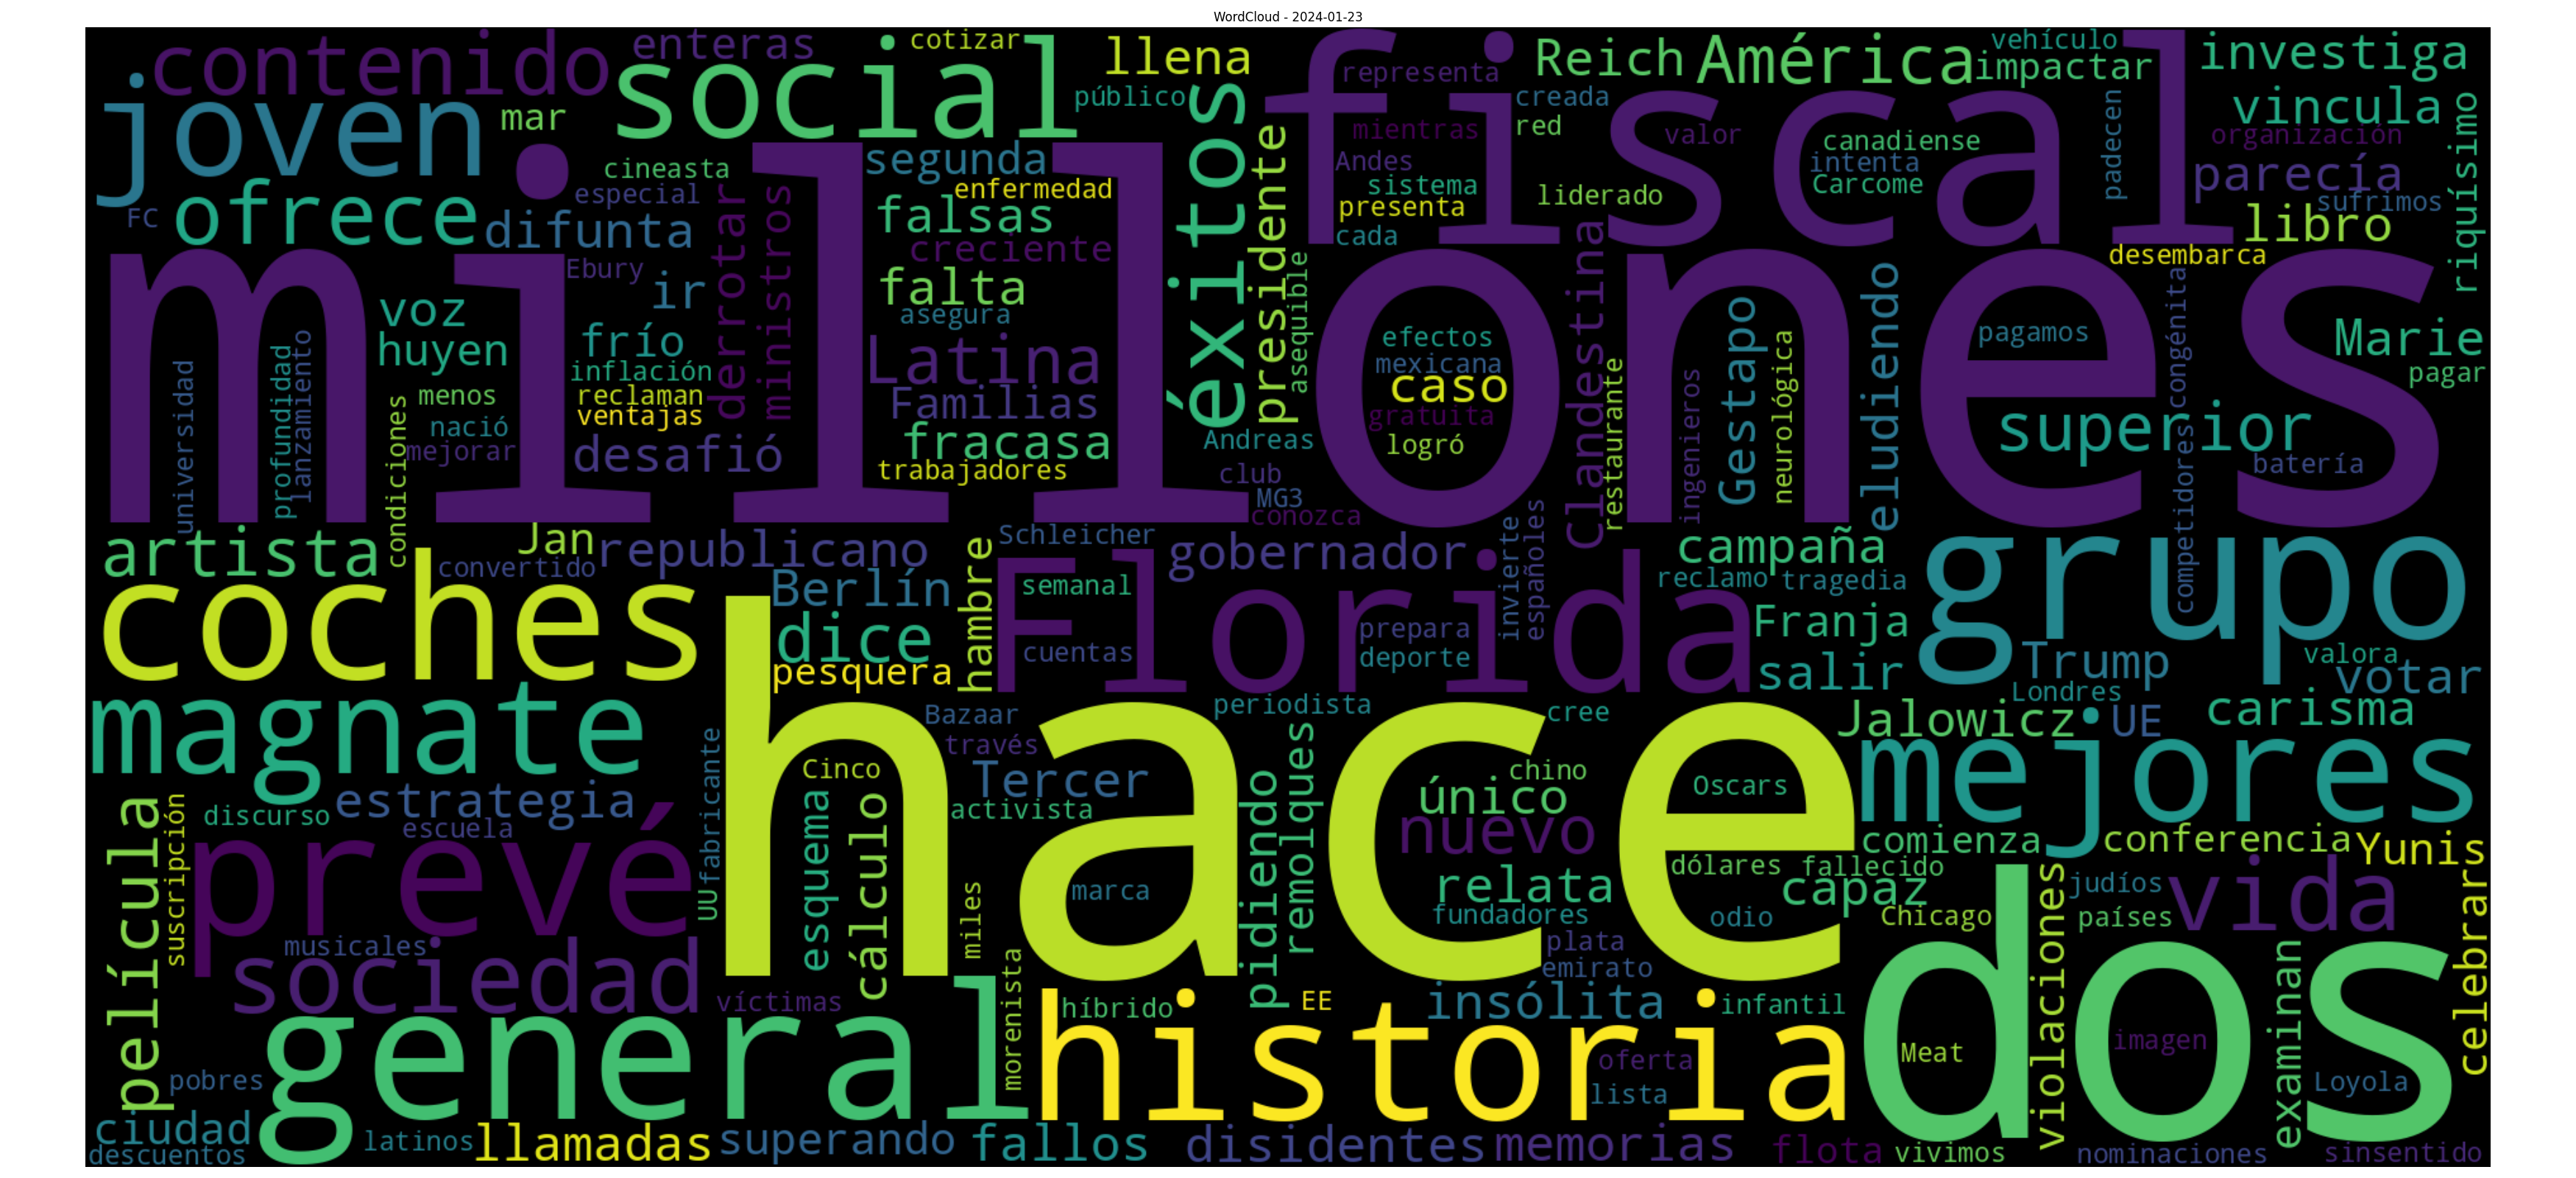 WordCloud - 2024-01-23
contenido
enteras
social
cotizar
llena
fiscal
representa
Reich
América
vehículo
impactar
investiga
joven
mar
público
éxitos
creada
red
mientras
valor
canadiense
vincula
organización
riquísimo
cineasta
segunda
presidente
Andes
intenta
Carcome
padecen
parecía
sufrimos
FC
ofrece
especial
difunta
derrotar
ministros
enfermedad
falsas
creciente
sistema
presenta
cada
liderado
libro
desembarca
millones
Ebury
ir
voz
huyen
frío
inflación
falta
asegura
Latina
Familias
fracasa
trabajadores
asequible
efectos
mexicana
caso
gratuita
logró
clandestina
restaurante
ingenieros
Gestapo
neurológica
eludiendo
pagamos
superior
congénita
competidores
batería
Marie
pagar
universidad
profundidad
lanzamiento
condiciones
menos
nació
mejorar
reclaman
ventajas
desafió
Andreas
club
MG3
conozca
artista
Jan
convertido
republicano
Schleicher
hambre
gobernador
invierte
españoles
campaña
reclamo
tragedia
grupo
coches
Berlín
dice
pesquera
Florida
semanal
cuentas
prepara
deporte
Franja
salir
Trump
Londres
valora
votar
magnate
hace
Bazaar
través
Tercer
activista
periodista
cree
remolques
pidiendo
Jalowicz
UE
carisma
mejores
película
suscripción
discurso
estrategia
escuela
prevé
fabricante
UU
Cinco
esquema
cálculo
marca
único
chino
nuevo
relata
fundadores
Oscars
dólares
fallecido
capaz
odio
comienza
conferencia
Yunis
Chicago
judíos
países
vida
violaciones
celebrar
sociedad
musicales
víctimas
miles
morenista
híbrido
EE
plata
emirato
insólita
infantil
dos
Meat
imagen
examinan
Loyola
pobres
general
historia
oferta
lista
ciudad
descuentos
latinos
llamadas
superando
fallos
disidentes
memorias
flota
vivimos
nominaciones
sinsentido